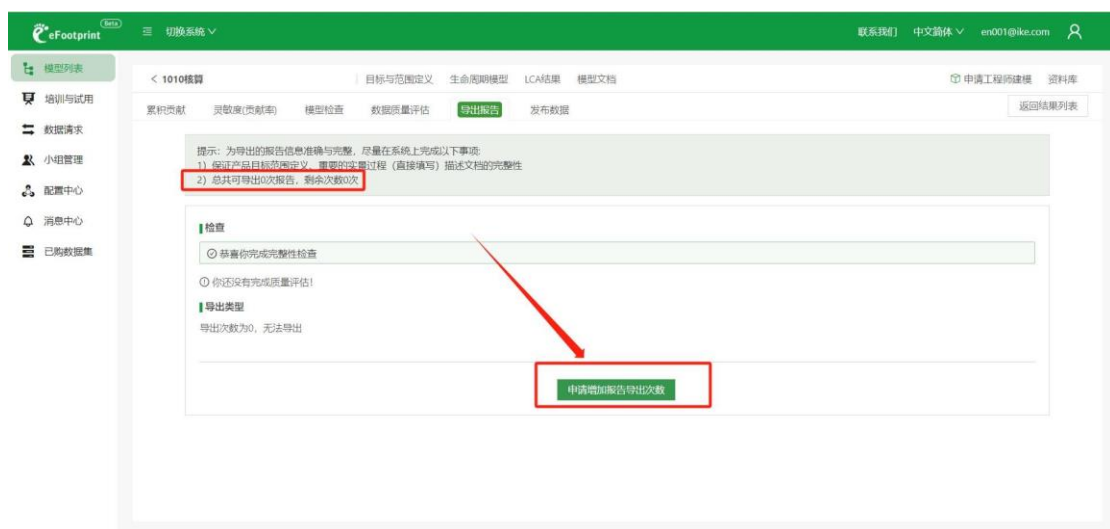 eFootprint
Beta
切换系统
联系我们
中文简体
en001@ike.com
模型列表
培训与试用
数据请求
小组管理
配置中心
消息中心
已购数据集
< 1010核算
目标与范围定义
生命周期模型
LCA结果
模型文档
申请工程师建模
资料库
累积贡献
灵敏度(贡献率)
模型检查
数据质量评估
导出报告
发布数据
返回结果列表
提示：为导出的报告信息准确与完整，尽量在系统上完成以下事项:
1）保证产品目标范围定义、重要的实景过程（直接填写）描述文档的完整性
2）总共可导出0次报告，剩余次数0次
检查
恭喜你完成完整性检查
你还没有完成质量评估!
导出类型
导出次数为0，无法导出
申请增加报告导出次数